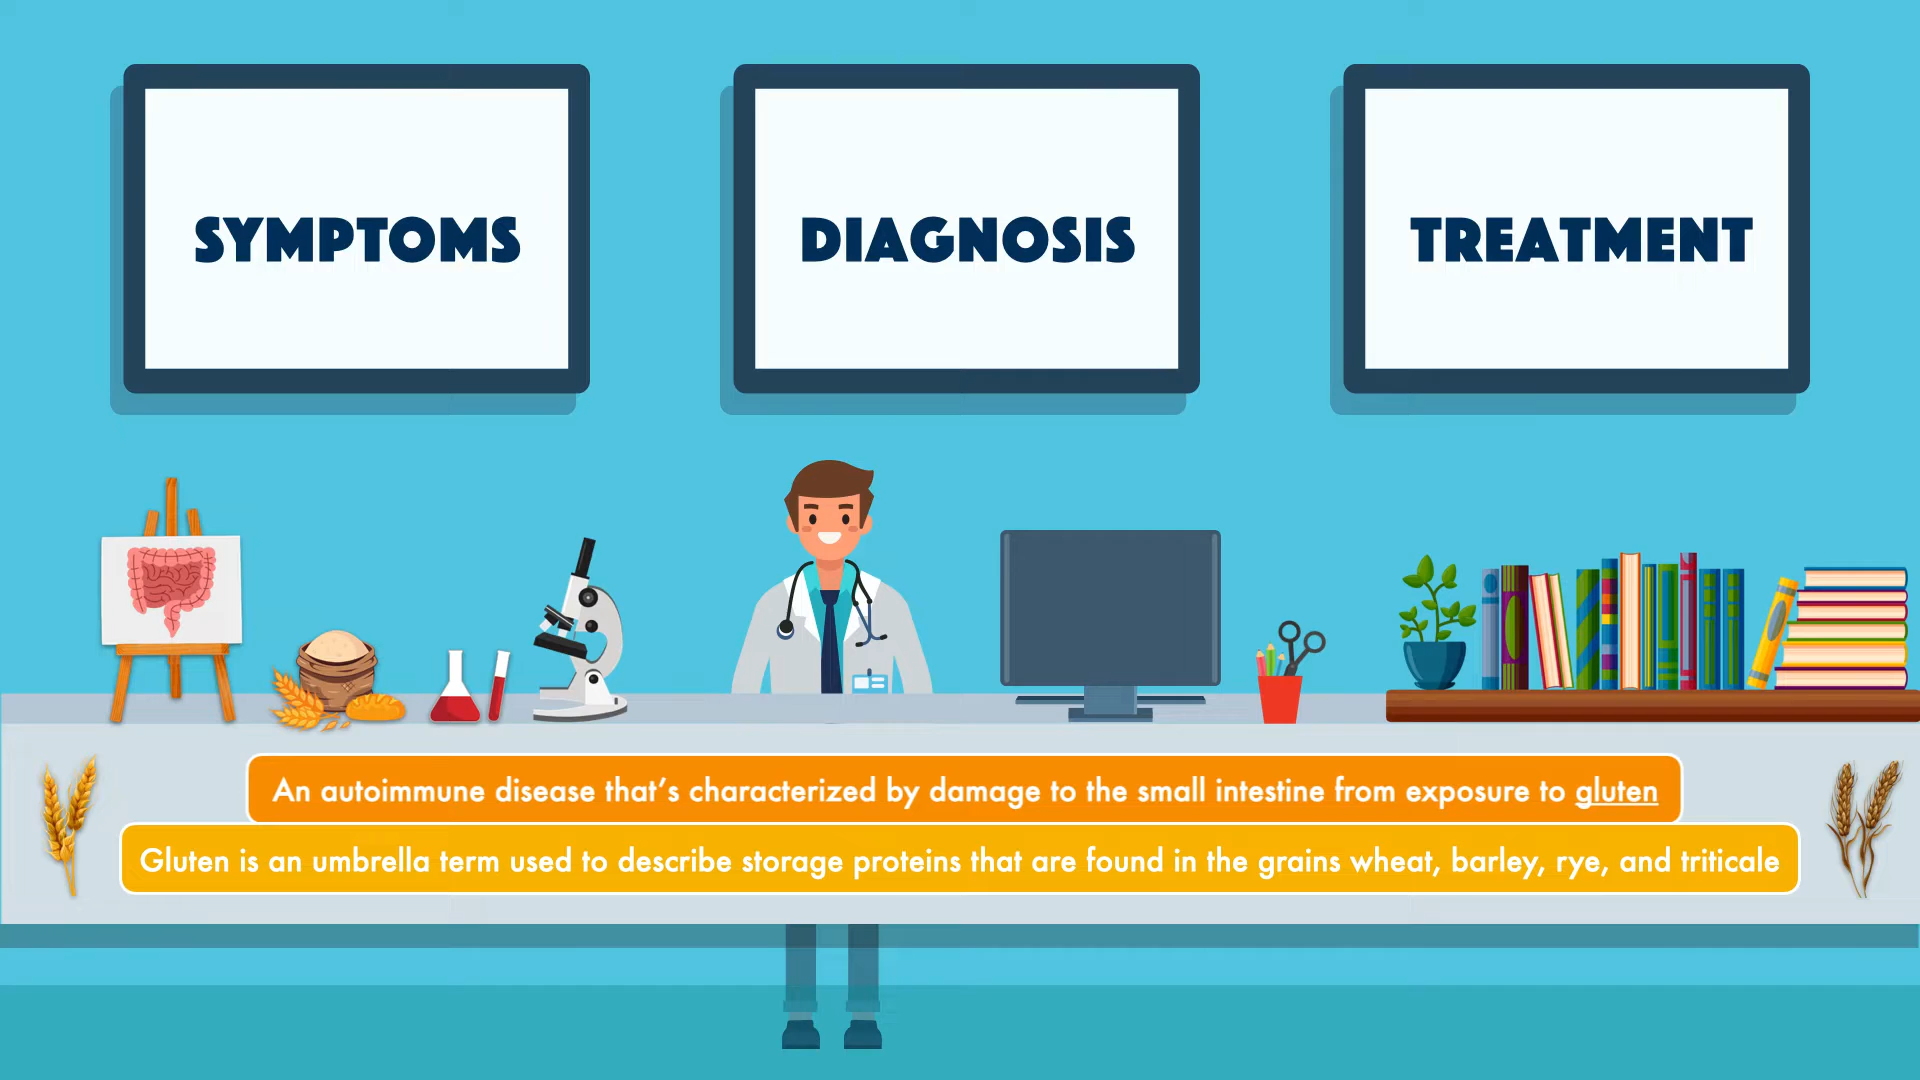 SYMPTOMS
DIAGNOSIS
TREATMENT
An autoimmune disease that’s characterized by damage to the small intestine from exposure to gluten
Gluten is an umbrella term used to describe storage proteins that are found in the grains wheat, barley, rye, and triticale